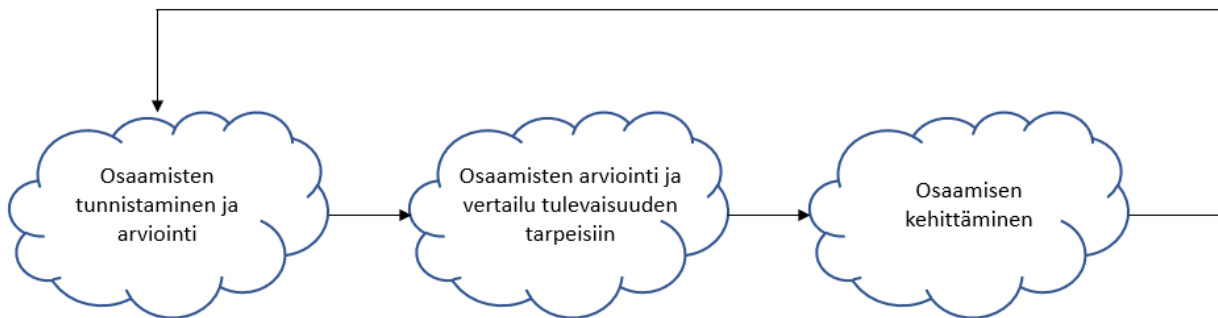 Osaamisten
tunnistaminen ja
arviointi
Osaamisten arviointi ja
vertailu tulevaisuuden
tarpeisiin
Osaamisen
kehittäminen